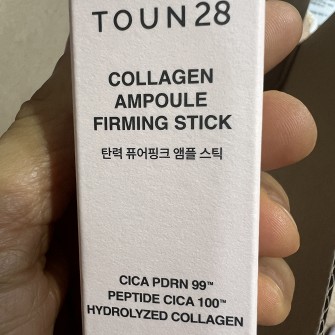 TOUN28
COLLAGEN
AMPOULE
FIRMING STICK
탄력 퓨어핑크 앰플 스틱
CICA PDRN 99™
PEPTIDE CICA 100™
HYDROLYZED COLLAGEN